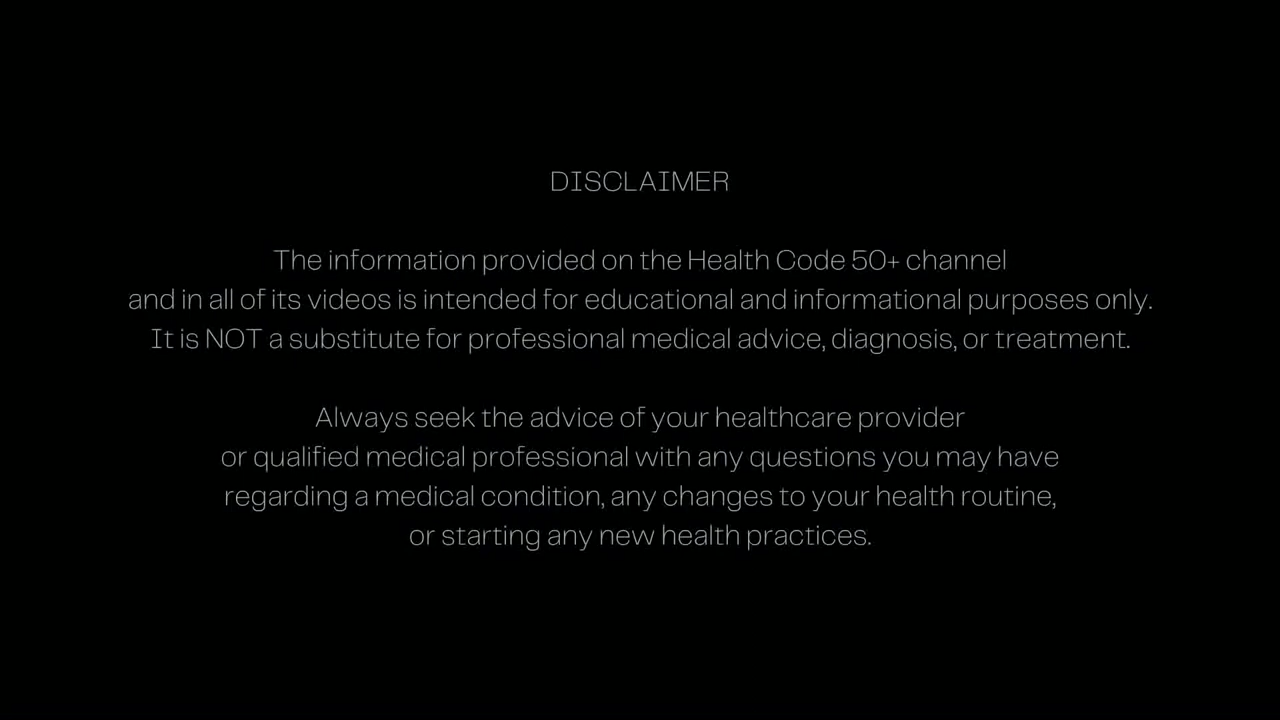 DISCLAIMER
The information provided on the Health Code 50+ channel
and in all of its videos is intended for educational and informational purposes only.
It is NOT a substitute for professional medical advice, diagnosis, or treatment.
Always seek the advice of your healthcare provider
or qualified medical professional with any questions you may have
regarding a medical condition, any changes to your health routine,
or starting any new health practices.